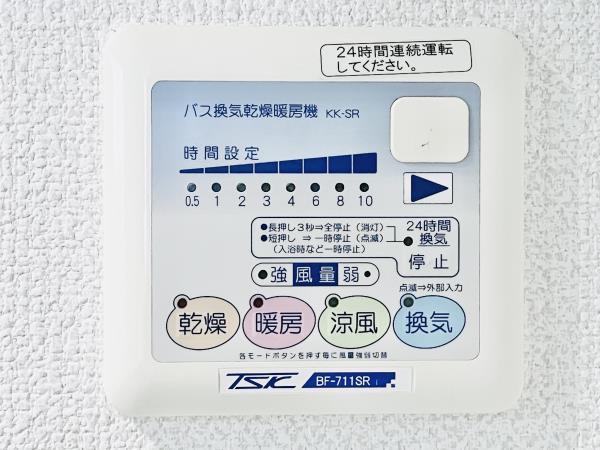 24時間連続運転
してください。
バス換気乾燥暖房機 KK-SR
時間設定
0.5 1 2 3 4 6 8 10
●長押し3秒⇒全停止（消灯）
●短押し ⇒一時停止（点滅）
（入浴時など一時停止）
24時間
換気
停止
強 風量 弱
点滅⇒外部入力
乾燥 暖房 涼風 換気
各モードボタンを押す毎に風量強弱切替
TSK BF-711SR